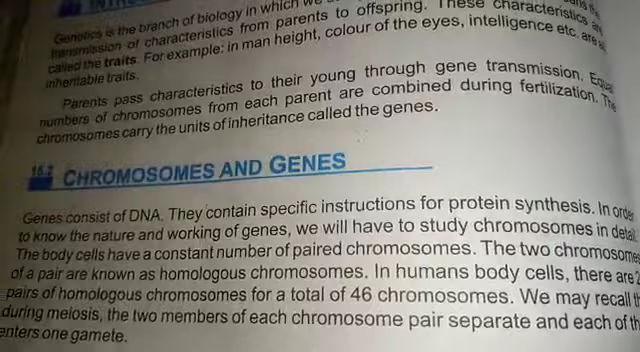 INTRO
Genetics is the branch of biology in which we
transmission of characteristics from parents to offspring. These characteristics
called the traits. For example: in man height, colour of the eyes, intelligence etc. are
inheritable traits.
Parents pass characteristics to their young through gene transmission. Equal
numbers of chromosomes from each parent are combined during fertilization. The
chromosomes carry the units of inheritance called the genes.
15.2 CHROMOSOMES AND GENES
Genes consist of DNA. They contain specific instructions for protein synthesis. In order
to know the nature and working of genes, we will have to study chromosomes in detail.
The body cells have a constant number of paired chromosomes. The two chromosomes
of a pair are known as homologous chromosomes. In humans body cells, there are 2
pairs of homologous chromosomes for a total of 46 chromosomes. We may recall th
during meiosis, the two members of each chromosome pair separate and each of th
enters one gamete.